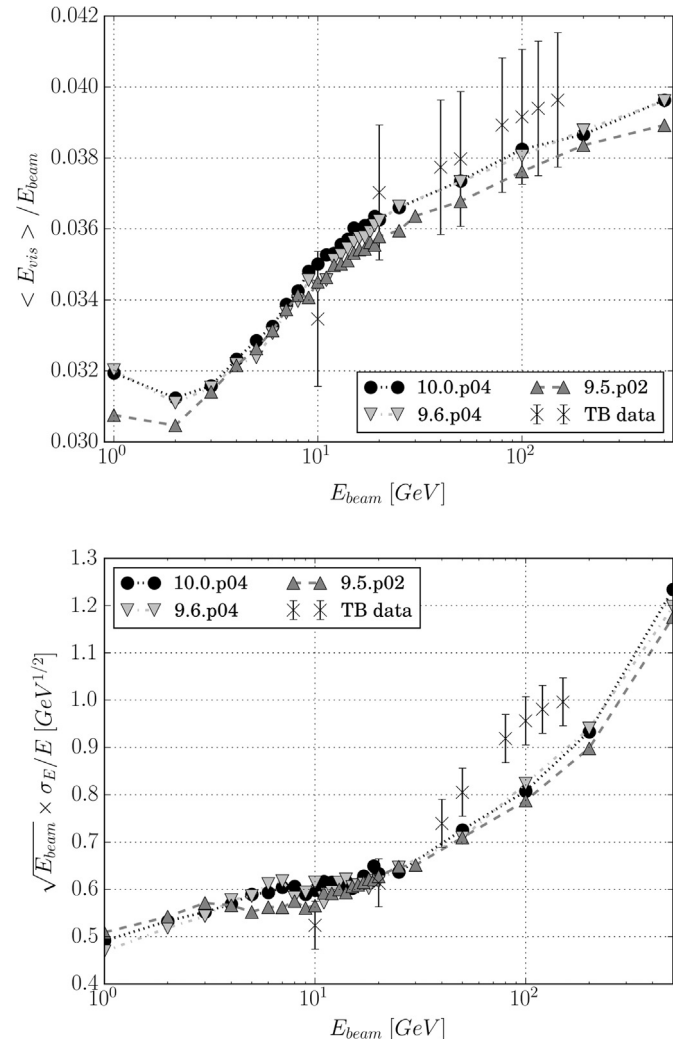 0.042
0.040
0.038
0.036
0.034
0.032
0.030
< E_vis > / E_beam
10.0.p04 9.5.p02
9.6.p04 TB data
10^0 10^1 10^2
E_beam [GeV]
1.3
1.2
1.1
1.0
0.9
0.8
0.7
0.6
0.5
0.4
√E_beam × σ_E/E [GeV^1/2]
10.0.p04 9.5.p02
9.6.p04 TB data
10^0 10^1 10^2
E_beam [GeV]